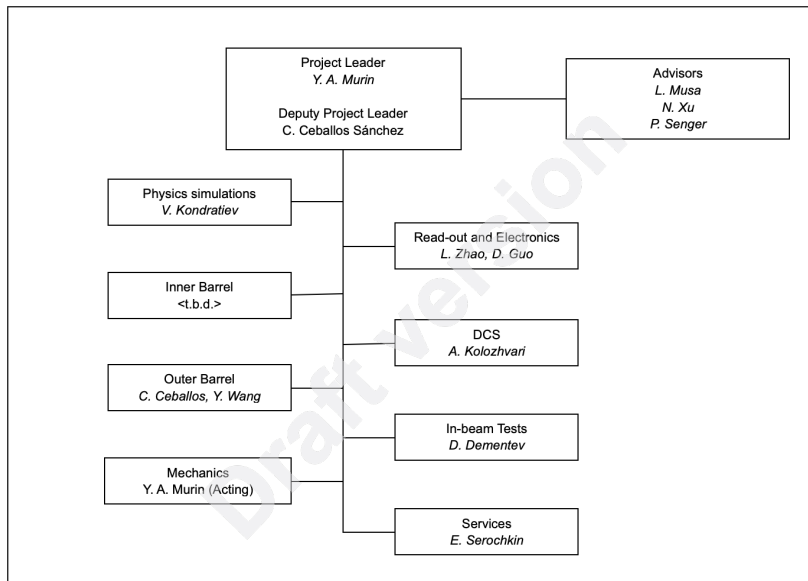 Project Leader
Y. A. Murin
Deputy Project Leader
C. Ceballos Sánchez
Advisors
L. Musa
N. Xu
P. Senger
Physics simulations
V. Kondratiev
Read-out and Electronics
L. Zhao, D. Guo
Inner Barrel
<t.b.d.>
DCS
A. Kolozhvari
Outer Barrel
C. Ceballos, Y. Wang
In-beam Tests
D. Dementev
Mechanics
Y. A. Murin (Acting)
Services
E. Serochkin
Draft version